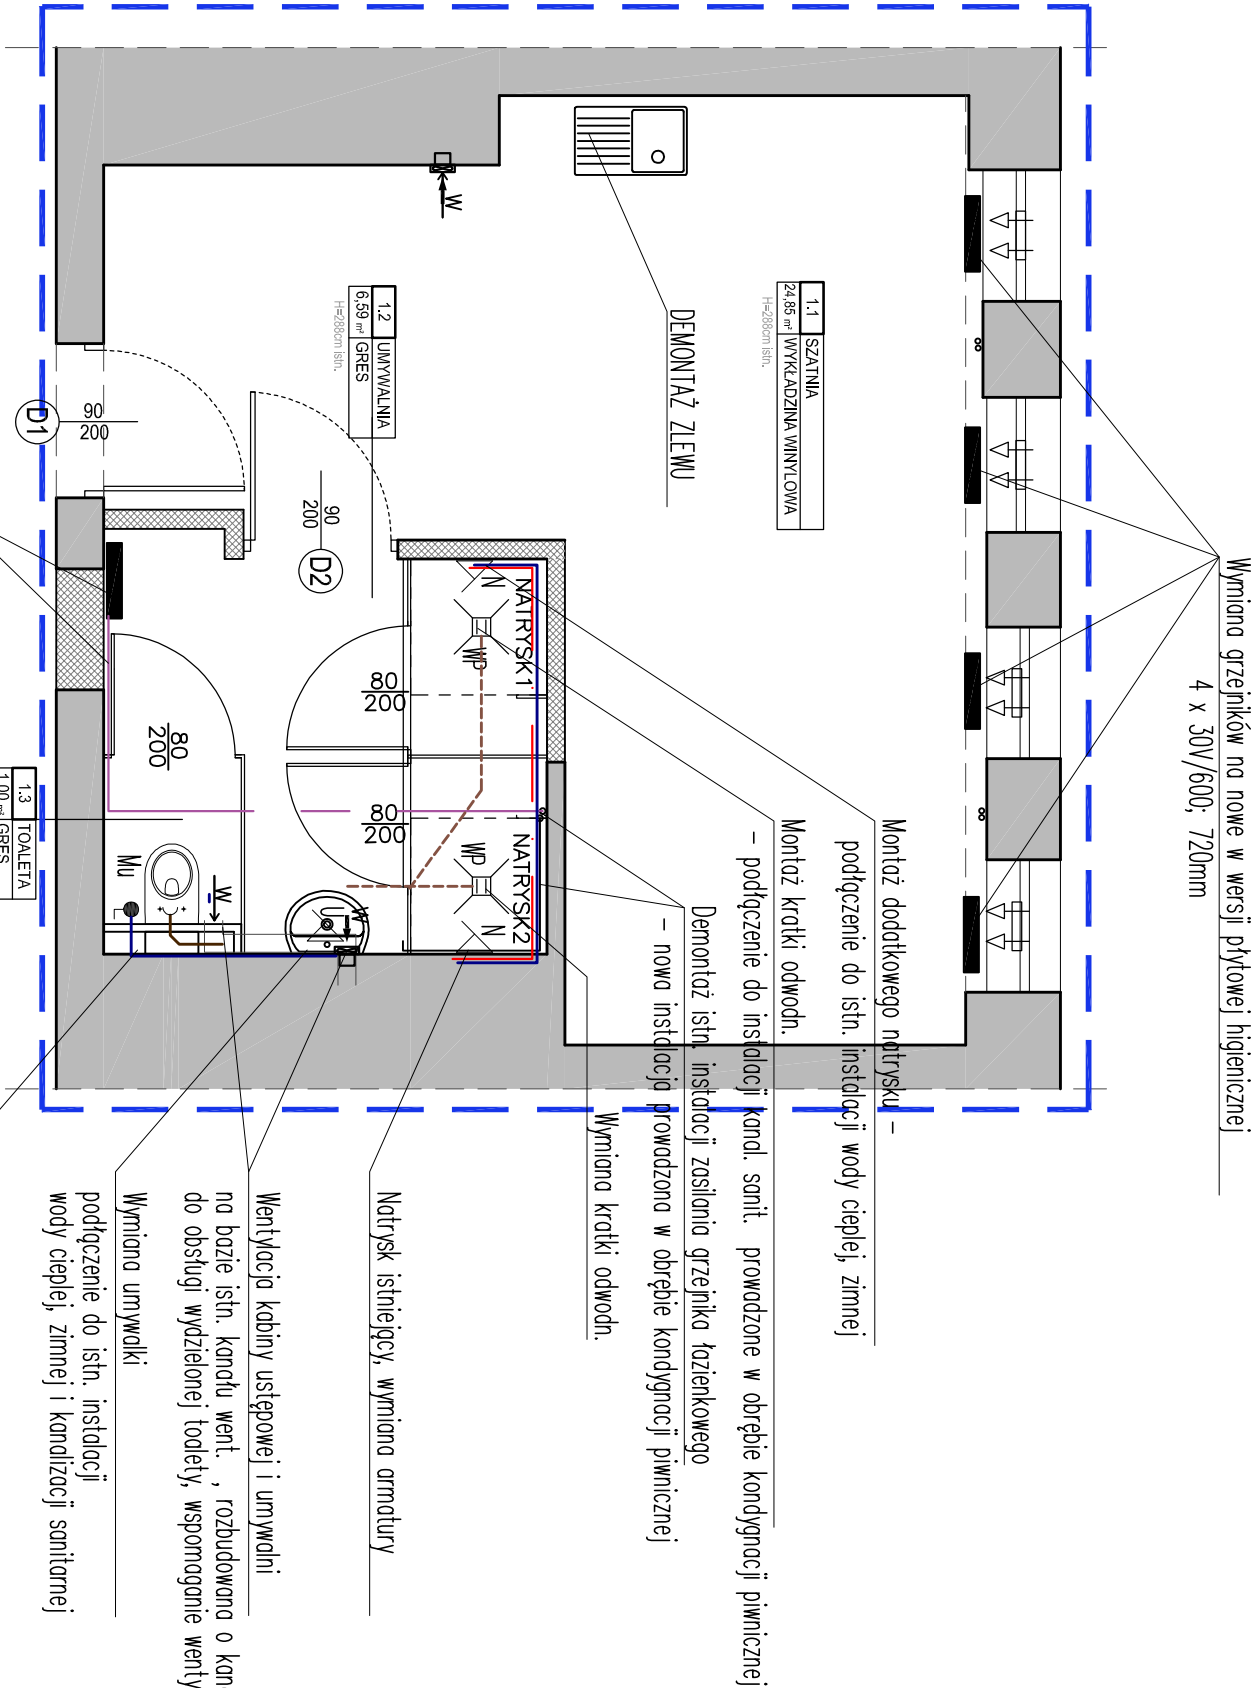 Wymiana grzejników na nowe w wersji płytowej higienicznej
4 x 30V/600; 720mm
1.1 SZATNIA
24,85 m² WYKŁADZINA WINYLOWA
H=288cm istn.
DEMONTAŻ ZLEWU
W
1.2 UMYWALNIA
6,59 m² GRES
H=288cm istn.
90
200
D1
90
200
D2
N
NATRYSK1
Wp
80
200
80
200
Wp
NATRYSK2
N
80
200
Mu
W
W
U
1.3 TOALETA
1,00 m² GRES
Montaż dodatkowego natrysku –
podłączenie do istn. instalacji wody ciepłej, zimnej
Montaż kratki odwodn.
– podłączenie do instalacji kanal. sanit. prowadzone w obrębie kondygnacji piwnicznej
Demontaż istn. instalacji zasilania grzejnika łazienkowego
– nowa instalacja prowadzona w obrębie kondygnacji piwnicznej
Wymiana kratki odwodn.
Natrysk istniejący, wymiana armatury
Wentylacja kabiny ustępowej i umywalni
na bazie istn. kanału went. , rozbudowana o kan
do obsługi wydzielonej toalety, wspomaganie wenty
Wymiana umywalki
podłączenie do istn. instalacji
wody ciepłej, zimnej i kanalizacji sanitarnej